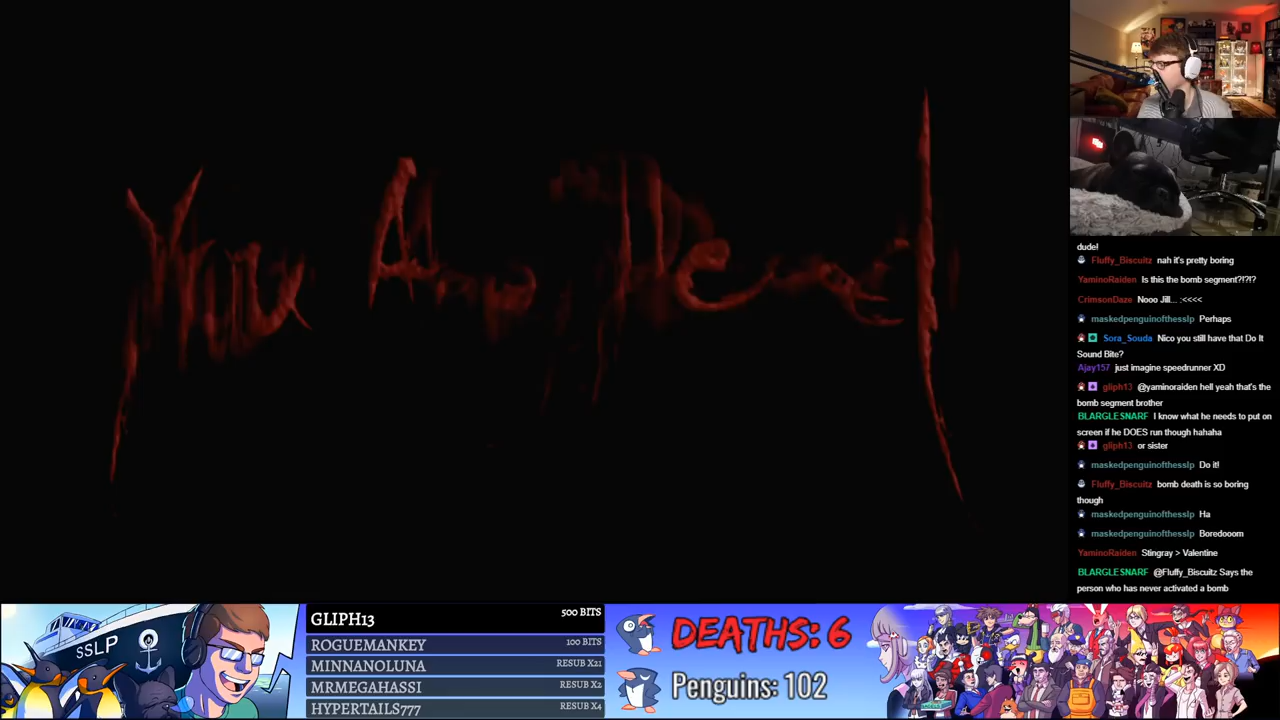 You Are Dead
dude!
Fluffy_Biscuitz nah it's pretty boring
YaminoRaiden Is this the bomb segment?!?!?
CrimsonDaze Nooo Jill... :<<<<
maskedpenguinofthesslp Perhaps
Sora_Souda Nico you still have that Do It
Sound Bite?
Ajay157 just imagine speedrunner XD
gliph13 @yaminoraiden hell yeah that's the
bomb segment brother
BLARGLESNARF I know what he needs to put on
screen if he DOES run though hahaha
gliph13 or sister
maskedpenguinofthesslp Do it!
Fluffy_Biscuitz bomb death is so boring
though
maskedpenguinofthesslp Ha
maskedpenguinofthesslp Boredooom
YaminoRaiden Stingray > Valentine
BLARGLESNARF @Fluffy_Biscuitz Says the
person who has never activated a bomb
SSLP
GLIPH13 500 BITS
ROGUEMANKEY 100 BITS
MINNANOLUNA RESUB X21
MRMEGAHASSI RESUB X2
HYPERTAILS777 RESUB X4
DEATHS: 6
Penguins: 102